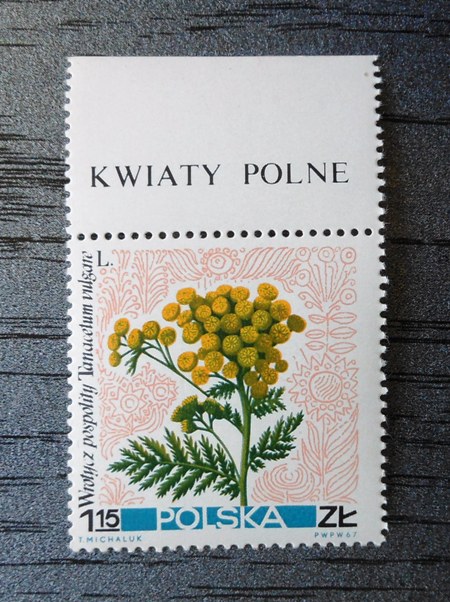 KWIATY POLNE
Wrotycz pospolity Tanacetum vulgare L.
1.15 POLSKA ZŁ
T. MICHALUK PWPW 67